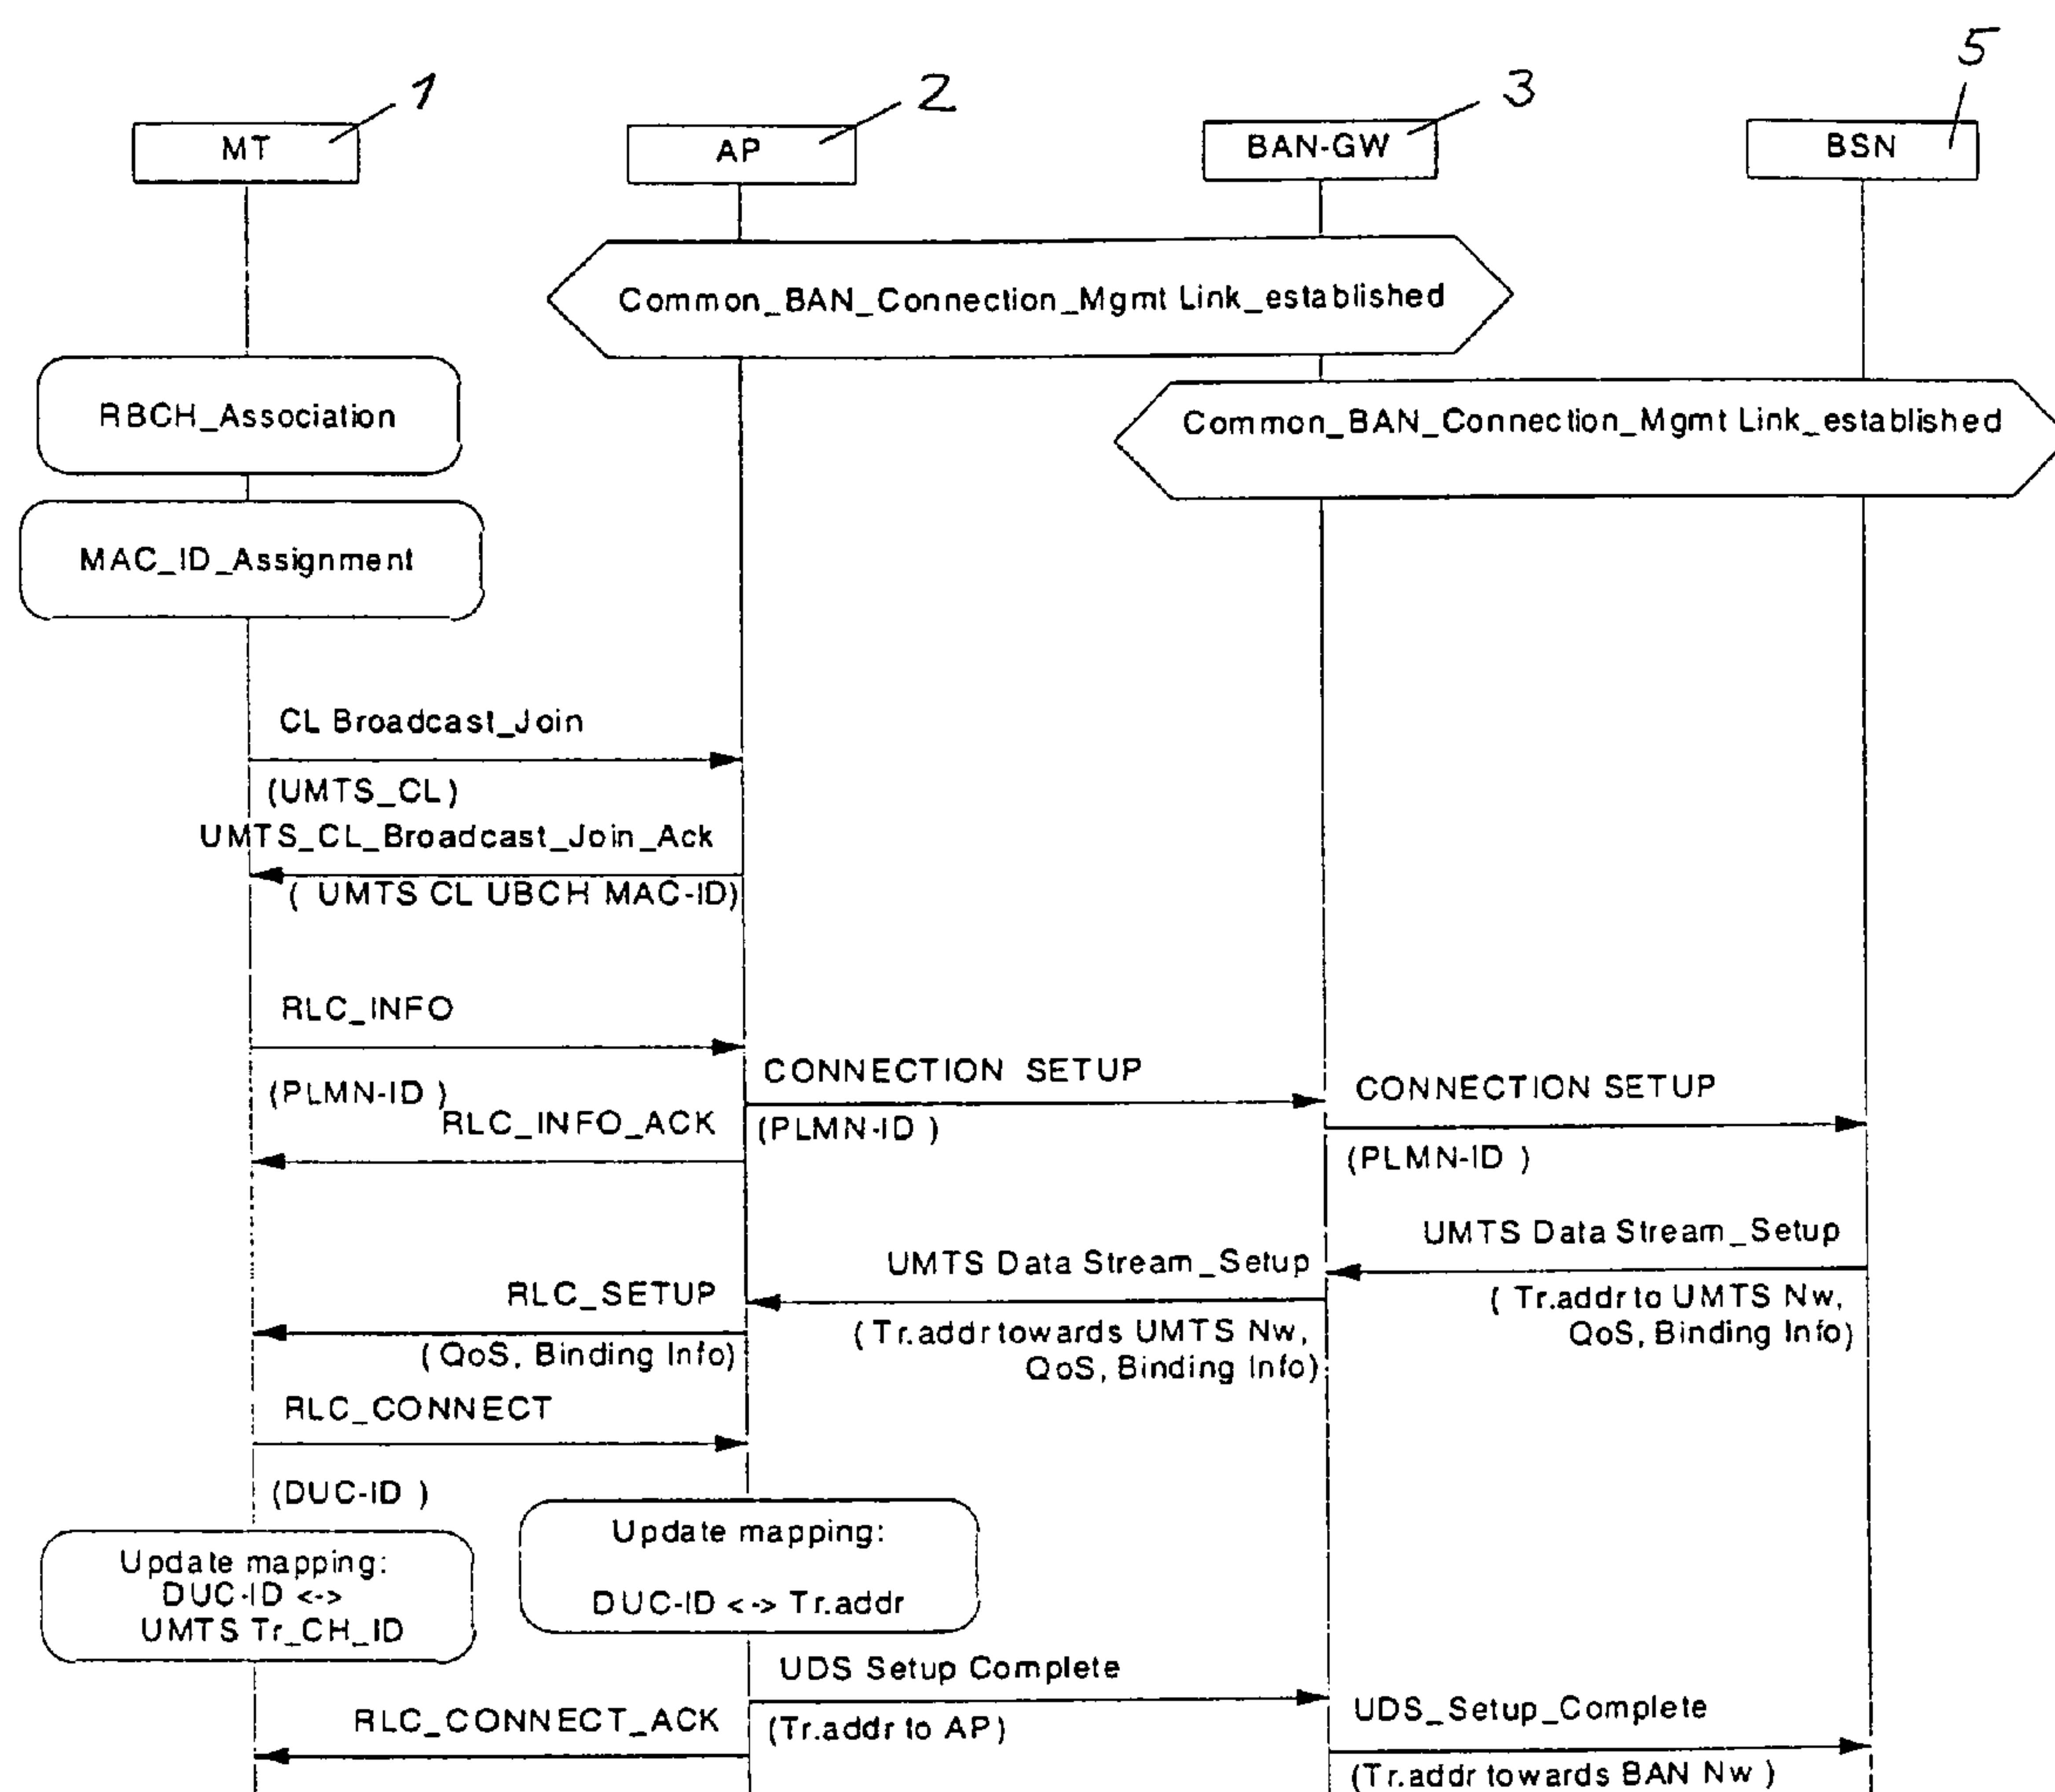 1
2
3
5
MT
AP
BAN-GW
BSN
Common_BAN_Connection_Mgmt Link_established
RBCH_Association
Common_BAN_Connection_Mgmt Link_established
MAC_ID_Assignment
CL Broadcast_Join
(UMTS_CL)
UMTS_CL_Broadcast_Join_Ack
( UMTS CL UBCH MAC-ID)
RLC_INFO
(PLMN-ID )
CONNECTION SETUP
(PLMN-ID )
CONNECTION SETUP
(PLMN-ID )
RLC_INFO_ACK
UMTS Data Stream_Setup
( Tr.addr to UMTS Nw,
QoS, Binding Info)
UMTS Data Stream_Setup
(Tr.addr towards UMTS Nw,
QoS, Binding Info)
RLC_SETUP
(QoS, Binding Info)
RLC_CONNECT
(DUC-ID )
Update mapping:
DUC-ID <->
UMTS Tr_CH_ID
Update mapping:
DUC-ID <-> Tr.addr
UDS Setup Complete
(Tr.addr to AP)
RLC_CONNECT_ACK
UDS_Setup_Complete
(Tr.addr towards BAN Nw )